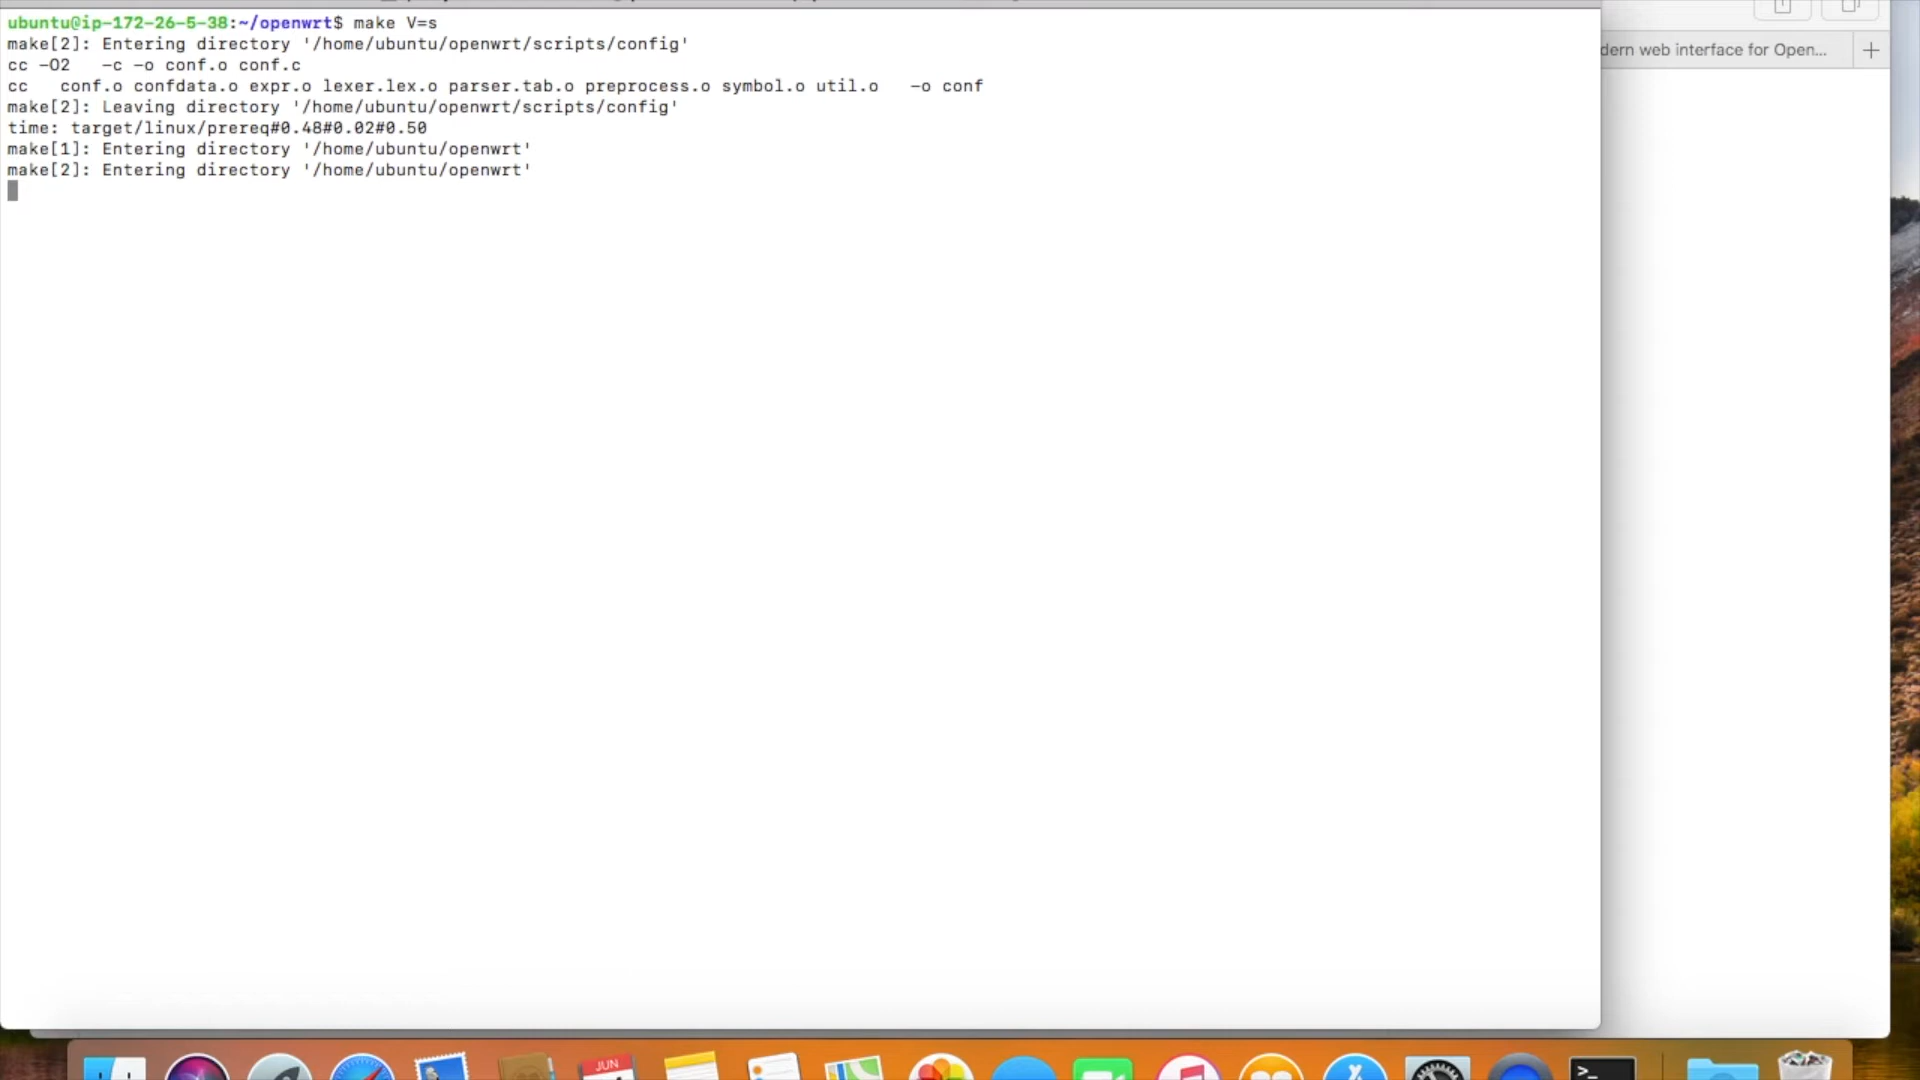 ubuntu@ip-172-26-5-38:~/openwrt$ make V=s
make[2]: Entering directory '/home/ubuntu/openwrt/scripts/config'
cc -O2   -c -o conf.o conf.c
cc   conf.o confdata.o expr.o lexer.lex.o parser.tab.o preprocess.o symbol.o util.o   -o conf
make[2]: Leaving directory '/home/ubuntu/openwrt/scripts/config'
time: target/linux/prereq#0.48#0.02#0.50
make[1]: Entering directory '/home/ubuntu/openwrt'
make[2]: Entering directory '/home/ubuntu/openwrt'
dern web interface for Open...
JUN